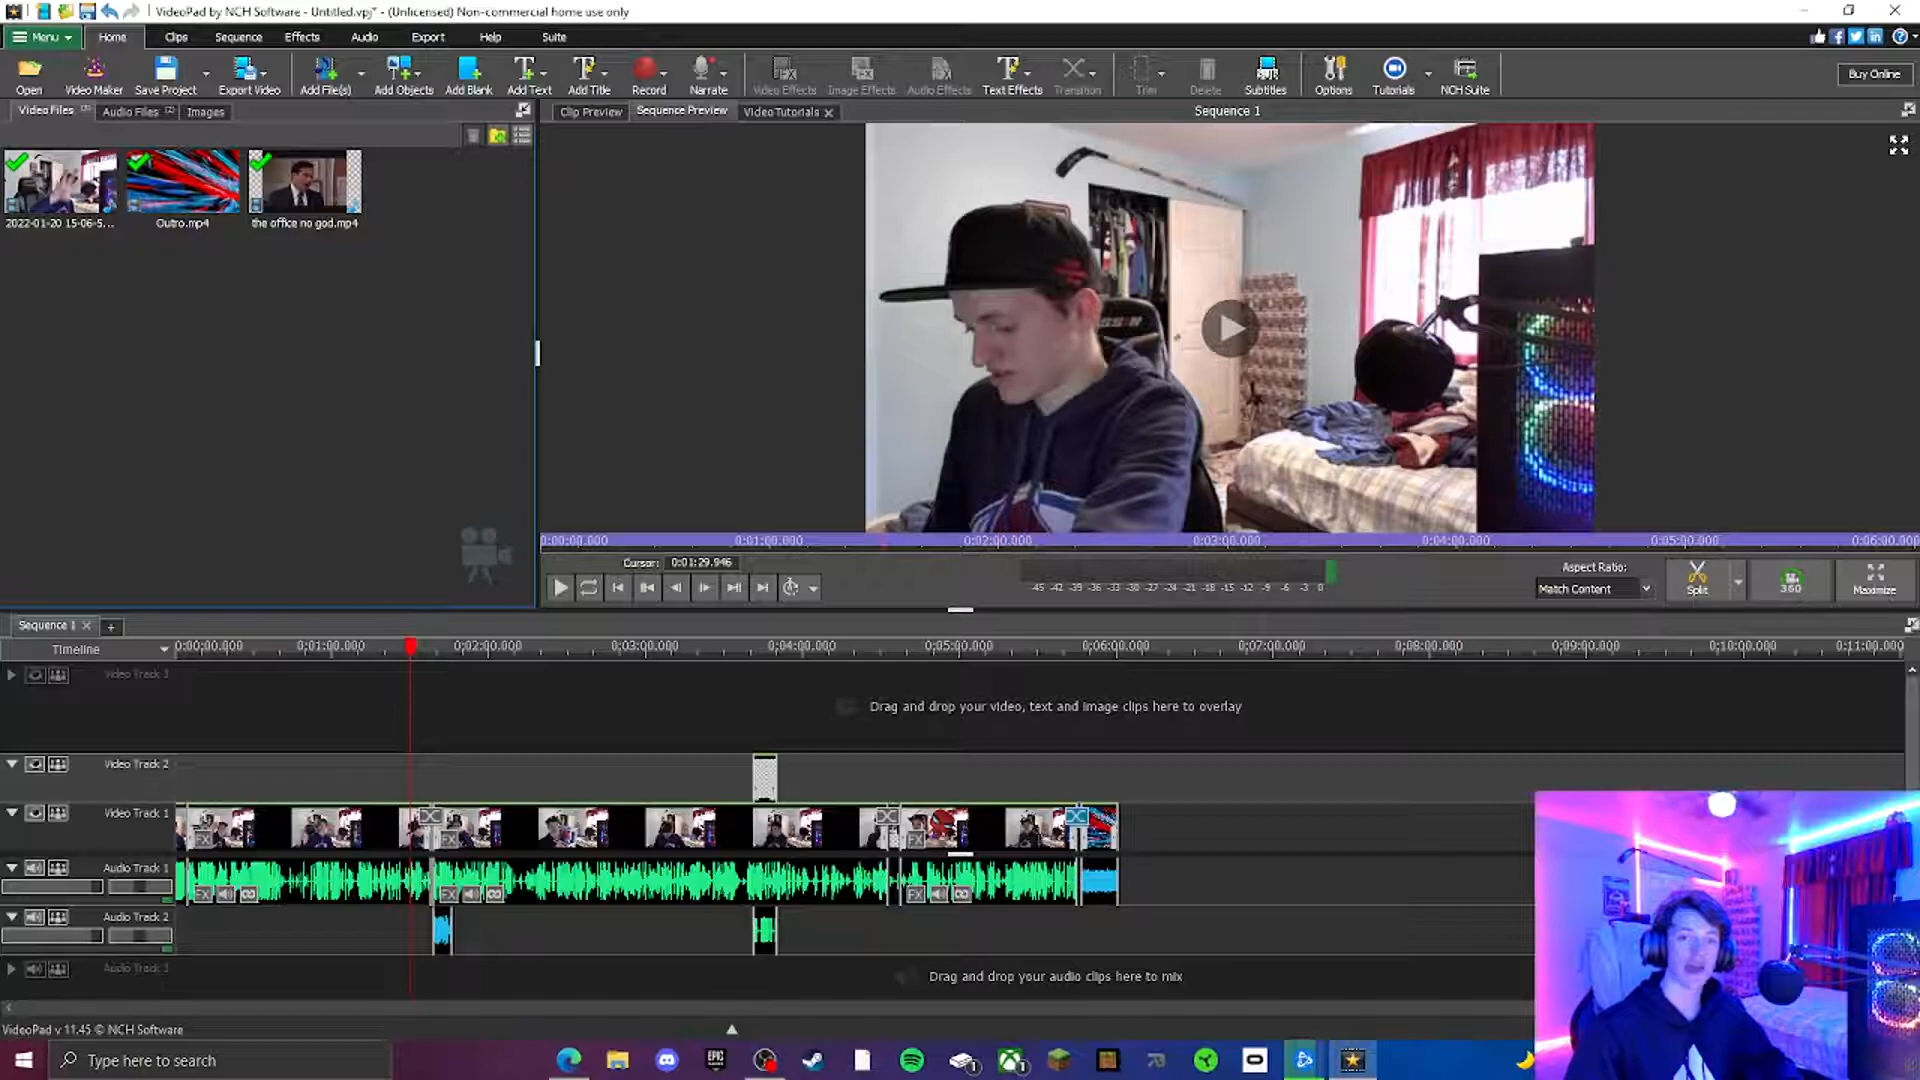 VideoPad by NCH Software - Untitled.vpj* - (Unlicensed) Non-commercial home use only
Menu Home Clips Sequence Effects Audio Export Help Suite
Open Video Maker Save Project Export Video Add File(s) Add Objects Add Blank Add Text Add Title Record Narrate Video Effects Image Effects Audio Effects Text Effects Transition Trim Delete Subtitles Options Tutorials NCH Suite Buy Online
Video Files Audio Files Images
Clip Preview Sequence Preview Video Tutorials Sequence 1
2022-01-20 15-06-5... Outro.mp4 the office no god.mp4
0:00:00.000 0:01:00.000 0:02:00.000 0:03:00.000 0:04:00.000 0:05:00.000 0:06:00.000
Cursor: 0:01:29.946
Aspect Ratio:
Match Content
-45 -42 -39 -36 -33 -30 -27 -24 -21 -18 -15 -12 -9 -6 -3 0
Split 360 Maximize
Sequence 1
Timeline 0:00:00.000 0:01:00.000 0:02:00.000 0:03:00.000 0:04:00.000 0:05:00.000 0:06:00.000 0:07:00.000 0:08:00.000 0:09:00.000 0:10:00.000 0:11:00.000
Video Track 3
Drag and drop your video, text and image clips here to overlay
Video Track 2
Video Track 1
FX FX FX
Audio Track 1
FX FX FX
Audio Track 2
Audio Track 3
Drag and drop your audio clips here to mix
VideoPad v 11.45 © NCH Software
Type here to search
EPIC